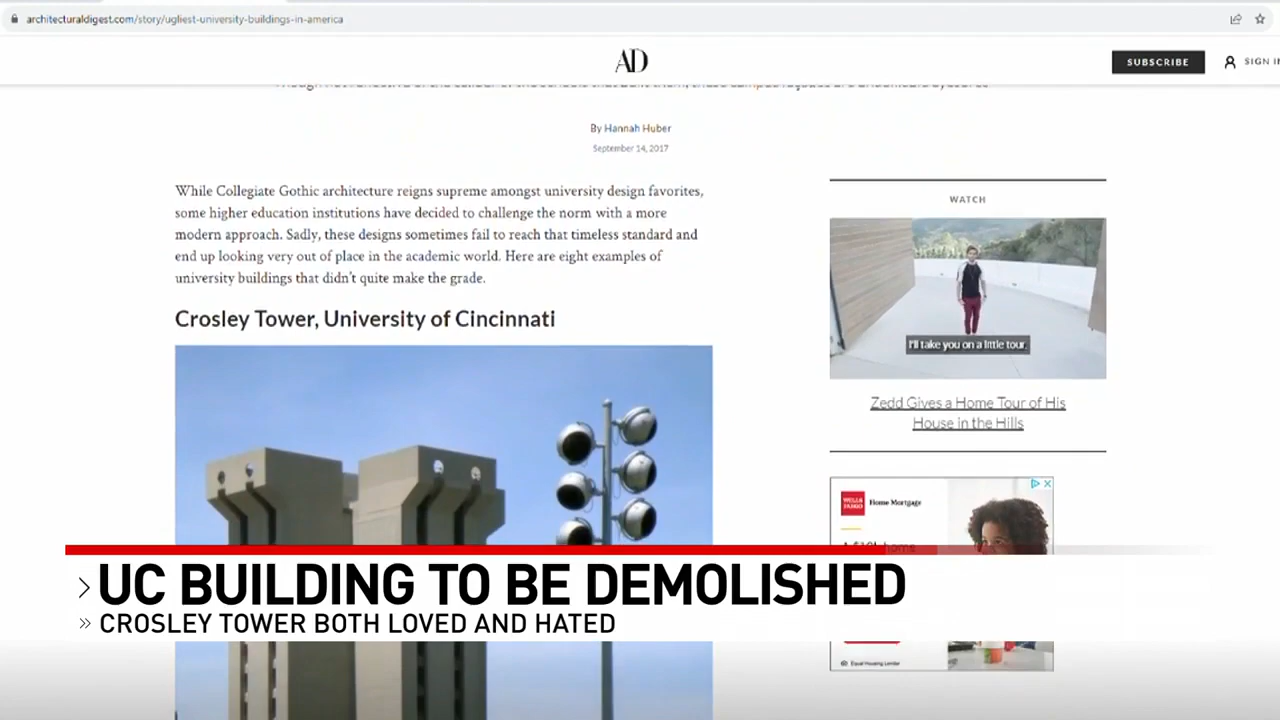 architecturaldigest.com/story/ugliest-university-buildings-in-america
AD
SUBSCRIBE
SIGN IN
By Hannah Huber
September 14, 2017
While Collegiate Gothic architecture reigns supreme amongst university design favorites,
some higher education institutions have decided to challenge the norm with a more
modern approach. Sadly, these designs sometimes fail to reach that timeless standard and
end up looking very out of place in the academic world. Here are eight examples of
university buildings that didn't quite make the grade.
Crosley Tower, University of Cincinnati
WATCH
I'll take you on a little tour.
Zedd Gives a Home Tour of His
House in the Hills
WELLS
FARGO
Home Mortgage
UC BUILDING TO BE DEMOLISHED
CROSLEY TOWER BOTH LOVED AND HATED
Equal Housing Lender